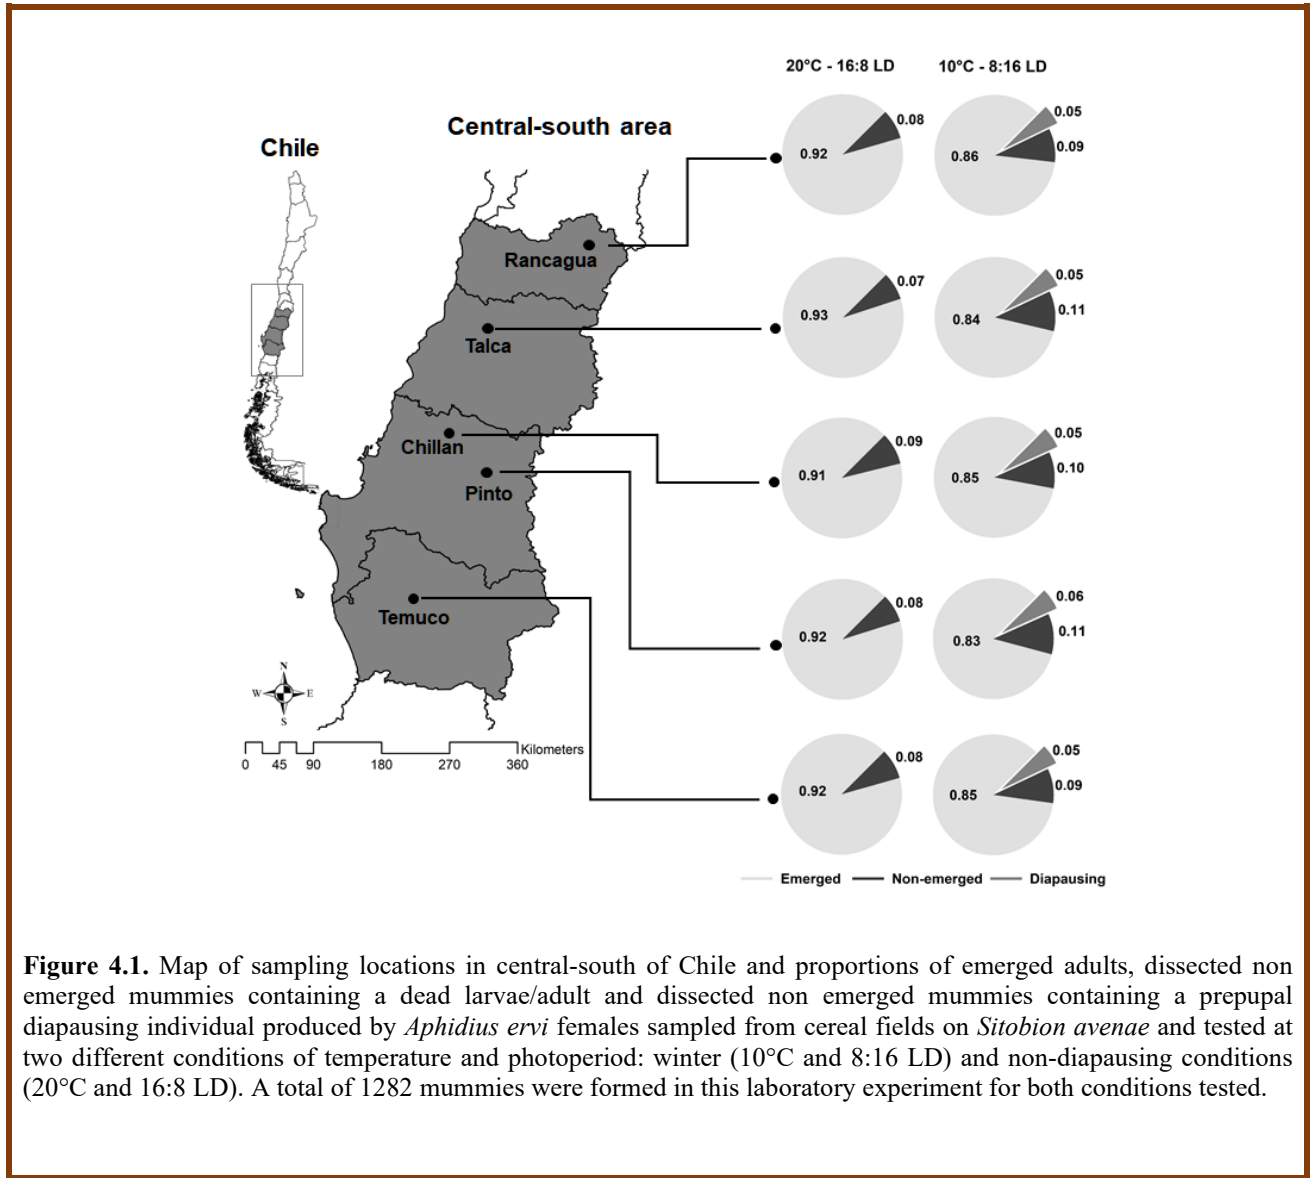 20°C - 16:8 LD
10°C - 8:16 LD
Central-south area
Chile
0.08
0.92
0.05
0.09
0.86
Rancagua
0.07
0.93
0.05
0.11
0.84
Talca
0.09
0.91
0.05
0.10
0.85
Chillan
Pinto
0.08
0.92
0.06
0.11
0.83
Temuco
0.08
0.92
0.05
0.09
0.85
N
W E
S
Kilometers
0 45 90 180 270 360
Emerged Non-emerged Diapausing
Figure 4.1. Map of sampling locations in central-south of Chile and proportions of emerged adults, dissected non
emerged mummies containing a dead larvae/adult and dissected non emerged mummies containing a prepupal
diapausing individual produced by Aphidius ervi females sampled from cereal fields on Sitobion avenae and tested at
two different conditions of temperature and photoperiod: winter (10°C and 8:16 LD) and non-diapausing conditions
(20°C and 16:8 LD). A total of 1282 mummies were formed in this laboratory experiment for both conditions tested.